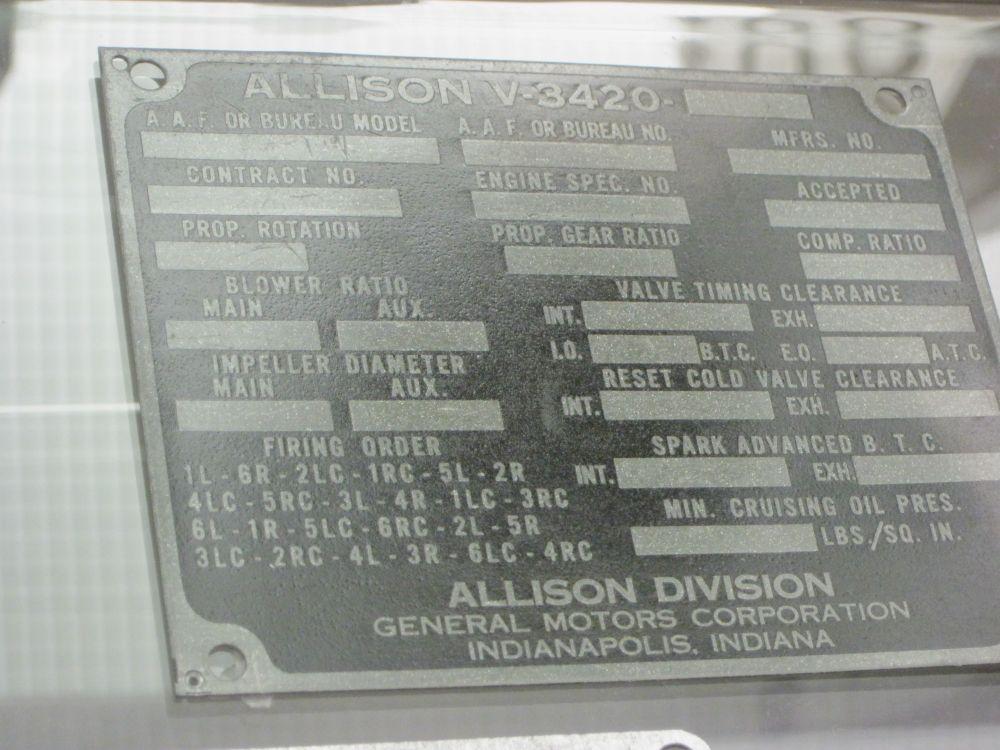 ALLISON V-3420-
A.A.F. OR BUREAU MODEL A.A.F. OR BUREAU NO. MFRS. NO.
CONTRACT NO. ENGINE SPEC. NO. ACCEPTED
PROP. ROTATION PROP. GEAR RATIO COMP. RATIO
BLOWER RATIO VALVE TIMING CLEARANCE
MAIN AUX. INT. EXH.
I.O. B.T.C. E.O. A.T.C.
IMPELLER DIAMETER RESET COLD VALVE CLEARANCE
MAIN AUX. INT. EXH.
FIRING ORDER SPARK ADVANCED B. T. C.
1L - 6R - 2LC - 1RC - 5L - 2R INT. EXH.
4LC - 5RC - 3L - 4R - 1LC - 3RC MIN. CRUISING OIL PRES.
6L - 1R - 5LC - 6RC - 2L - 5R LBS./SQ. IN.
3LC - 2RC - 4L - 3R - 6LC - 4RC
ALLISON DIVISION
GENERAL MOTORS CORPORATION
INDIANAPOLIS, INDIANA